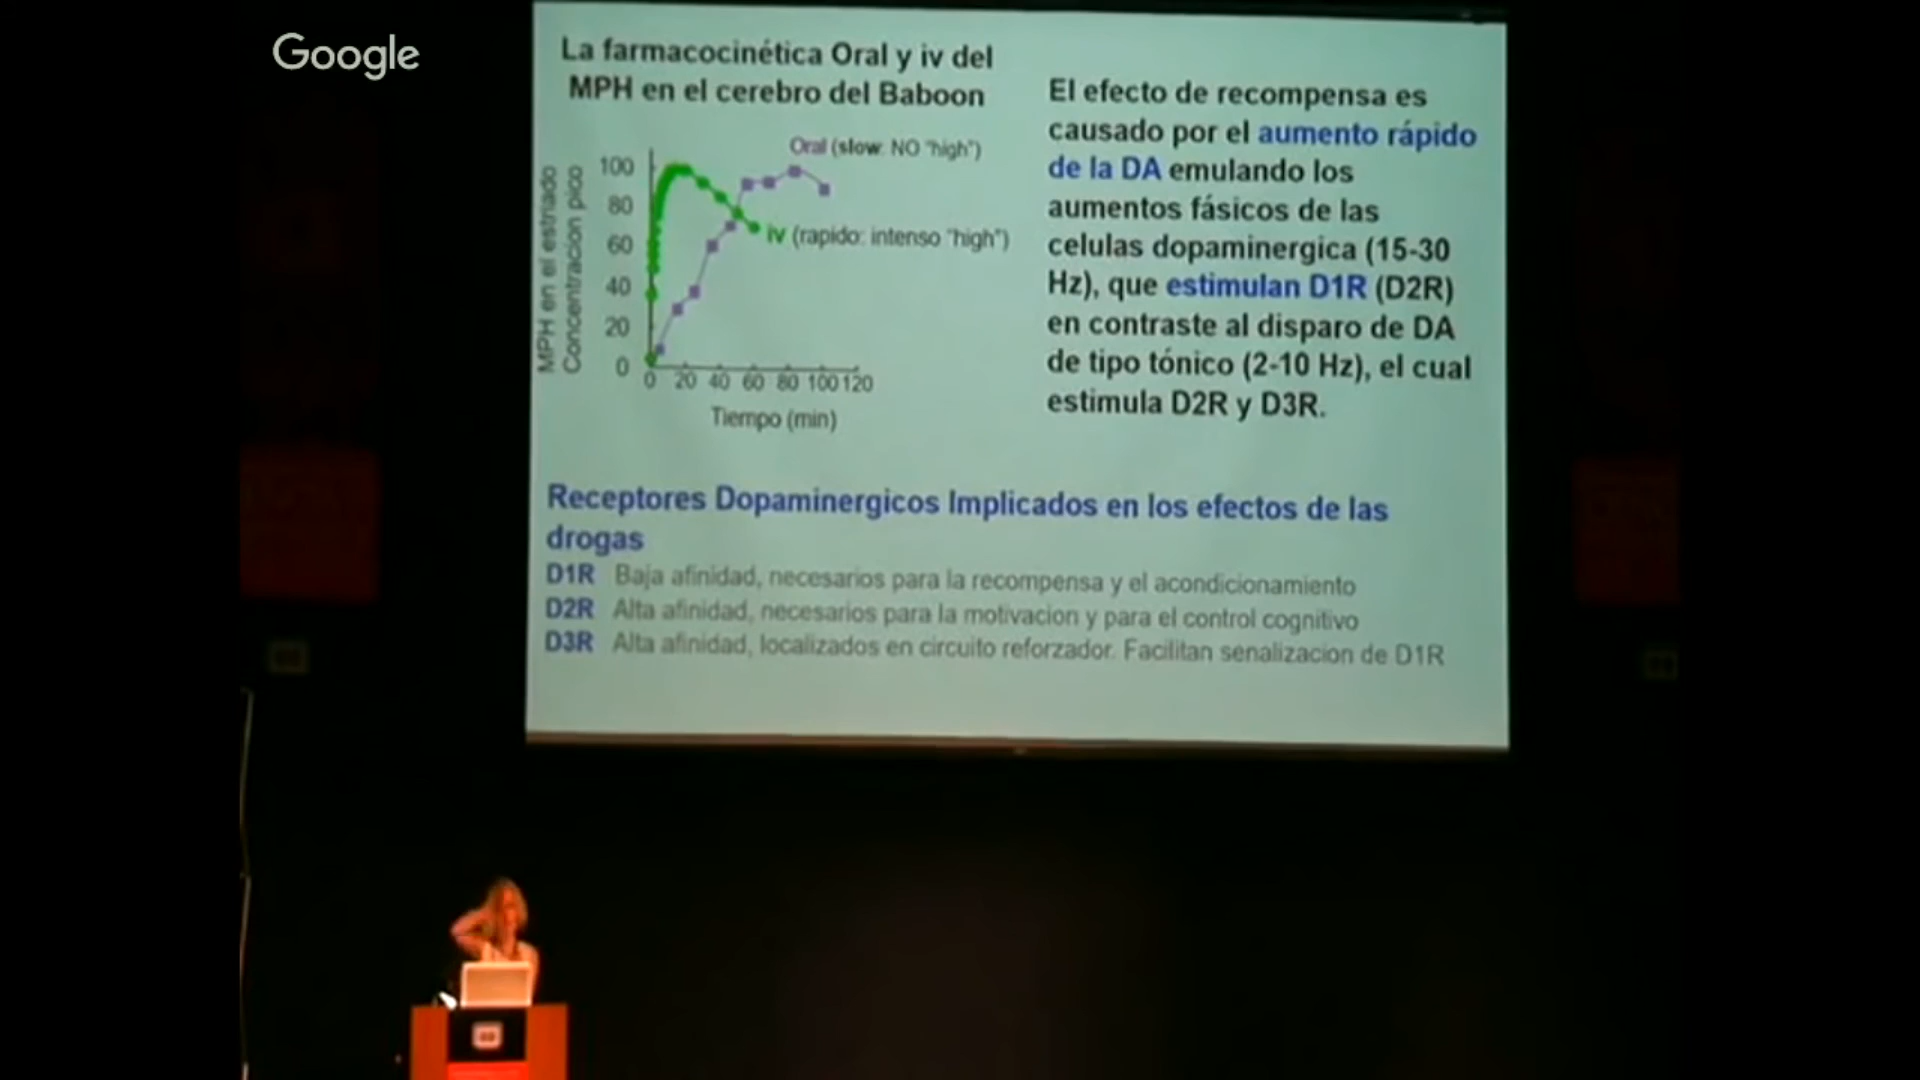 Google
La farmacocinética Oral y iv del
MPH en el cerebro del Baboon
Oral (slow: NO "high")
iv (rapido: intenso "high")
MPH en el estriado
Concentracion pico
100
80
60
40
20
0
0 20 40 60 80 100 120
Tiempo (min)
El efecto de recompensa es
causado por el aumento rápido
de la DA emulando los
aumentos fásicos de las
celulas dopaminergica (15-30
Hz), que estimulan D1R (D2R)
en contraste al disparo de DA
de tipo tónico (2-10 Hz), el cual
estimula D2R y D3R.
Receptores Dopaminergicos Implicados en los efectos de las
drogas
D1R Baja afinidad, necesarios para la recompensa y el acondicionamiento
D2R Alta afinidad, necesarios para la motivacion y para el control cognitivo
D3R Alta afinidad, localizados en circuito reforzador. Facilitan senalizacion de D1R